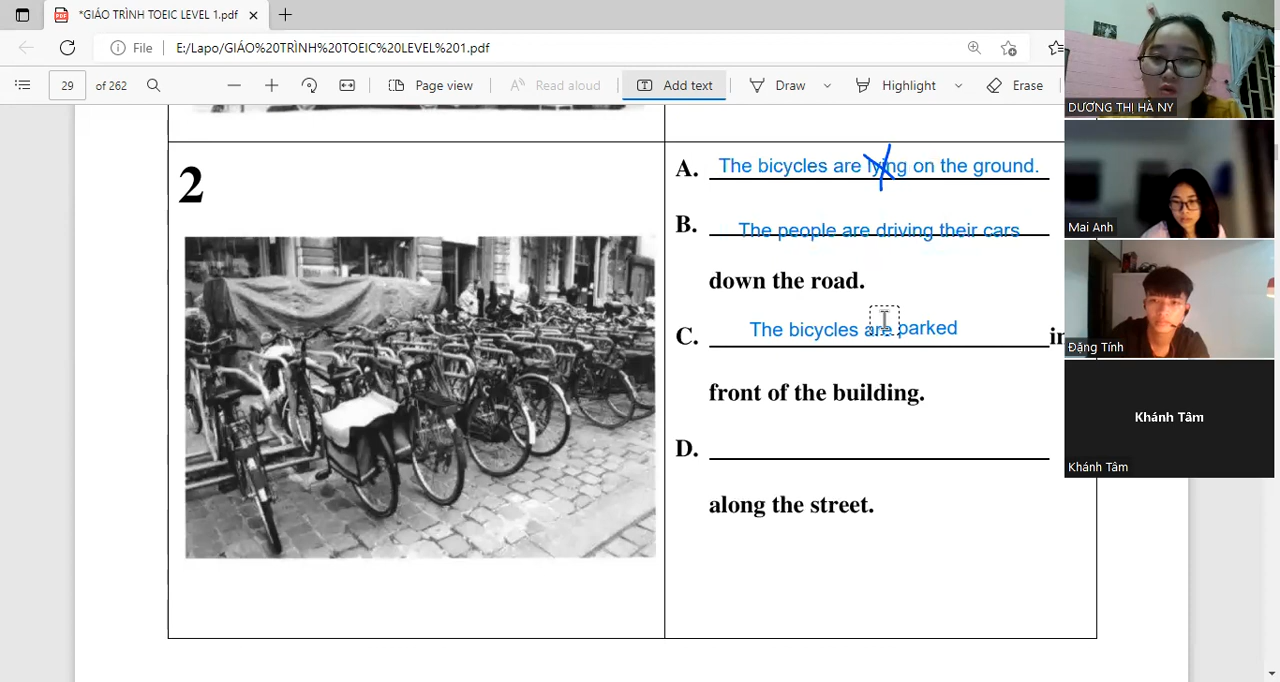 *GIÁO TRÌNH TOEIC LEVEL 1.pdf
File
E:/Lapo/GIÁO%20TRÌNH%20TOEIC%20LEVEL%201.pdf
29 of 262
Page view
Read aloud
Add text
Draw
Highlight
Erase
2
A. The bicycles are lying on the ground.
B. The people are driving their cars
down the road.
C. The bicycles are parked in
front of the building.
D.
along the street.
DƯƠNG THỊ HÀ NY
Mai Anh
Đặng Tính
Khánh Tâm
Khánh Tâm